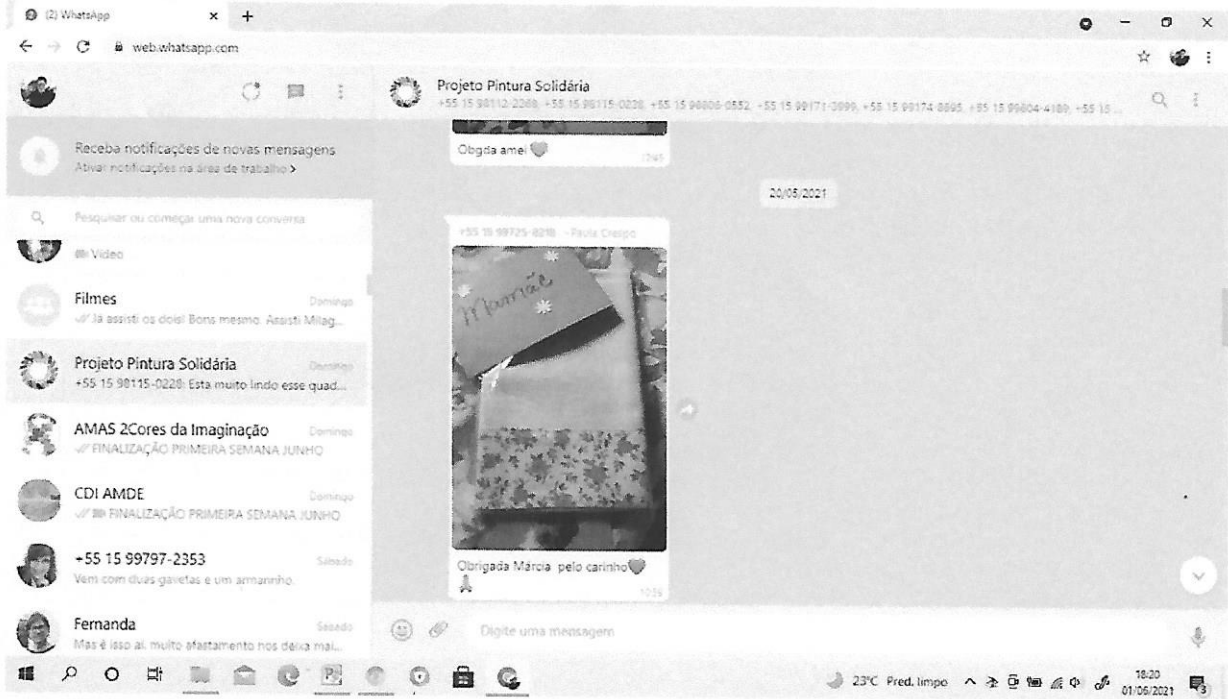 (2) WhatsApp
web.whatsapp.com
Projeto Pintura Solidária
Receba notificações de novas mensagens
Ativar notificações na área de trabalho >
Pesquisar ou começar uma nova conversa
Vídeo
Filmes
Domingo
Já assisti os dois! Bons mesmo. Assisti Milag...
Projeto Pintura Solidária
Domingo
+55 15 98115-0228: Esta muito lindo esse quad...
AMAS 2Cores da Imaginação
Domingo
FINALIZAÇÃO PRIMEIRA SEMANA JUNHO
CDI AMDE
Domingo
FINALIZAÇÃO PRIMEIRA SEMANA JUNHO
+55 15 99797-2353
Sábado
Vem com duas gavetas e um armarinho.
Fernanda
Sábado
Mas é isso aí, muito afastamento nos deixa mal...
Obgda amei
20/05/2021
~Paula Crespo
Mamãe
Obrigada Márcia pelo carinho
Digite uma mensagem
23°C Pred. limpo
18:20
01/06/2021